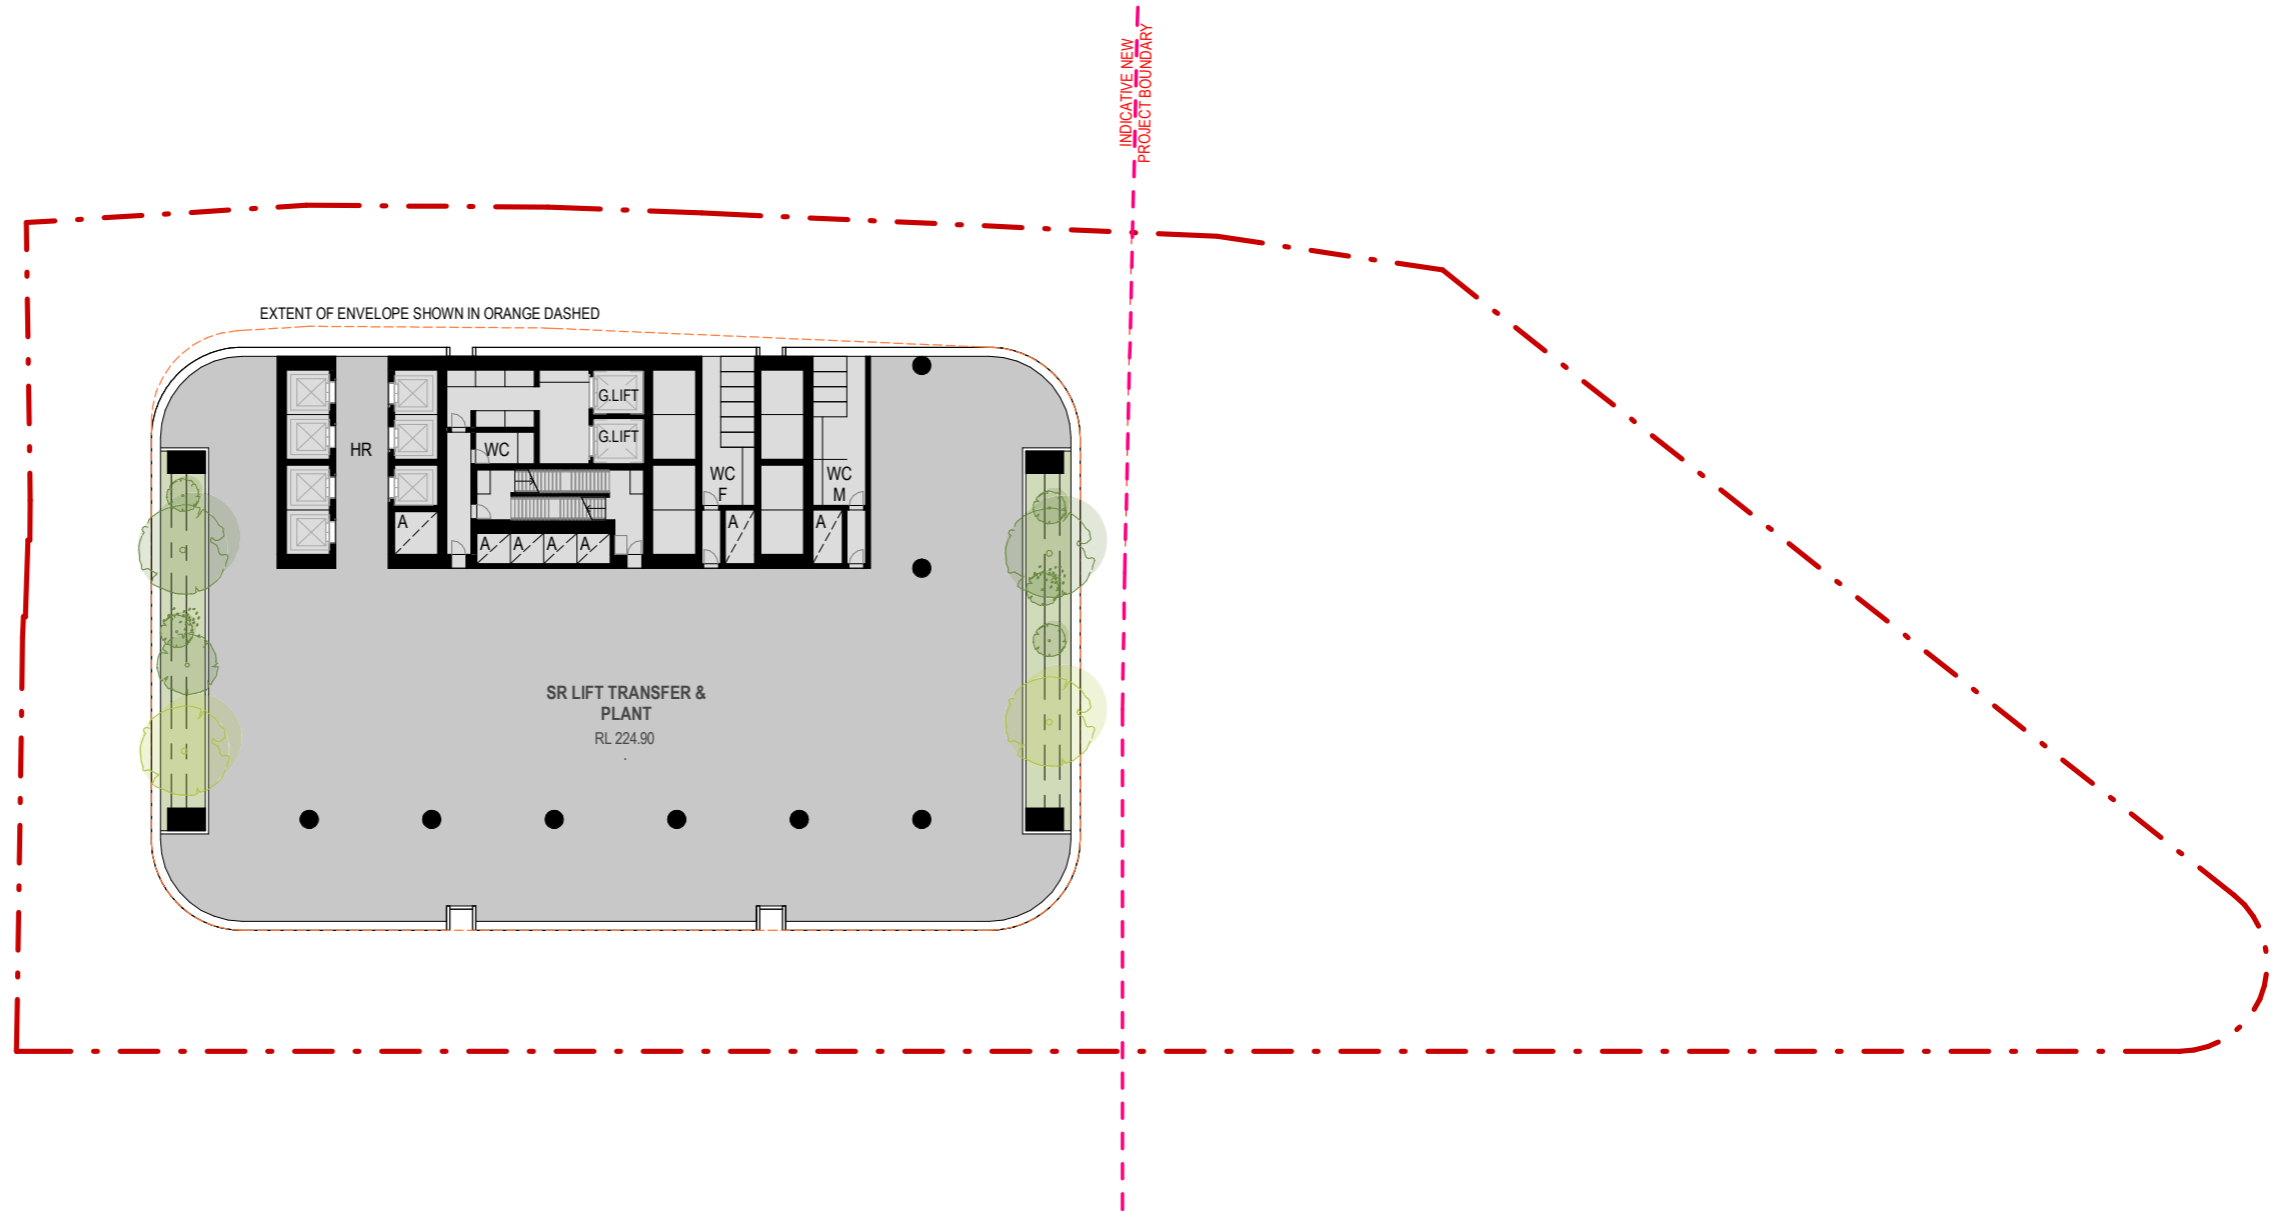 INDICATIVE NEW
PROJECT BOUNDARY
EXTENT OF ENVELOPE SHOWN IN ORANGE DASHED
G.LIFT
G.LIFT
HR
WC
WC
F
WC
M
A
A
A
A
A
A
A
SR LIFT TRANSFER &
PLANT
RL 224.90
.